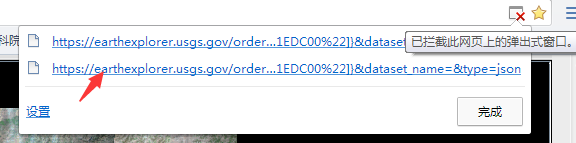 科院
https://earthexplorer.usgs.gov/order...1EDC00%22]}&datas
已拦截此网页上的弹出式窗口。
https://earthexplorer.usgs.gov/order...1EDC00%22]}&dataset_name=&type=json
设置
完成